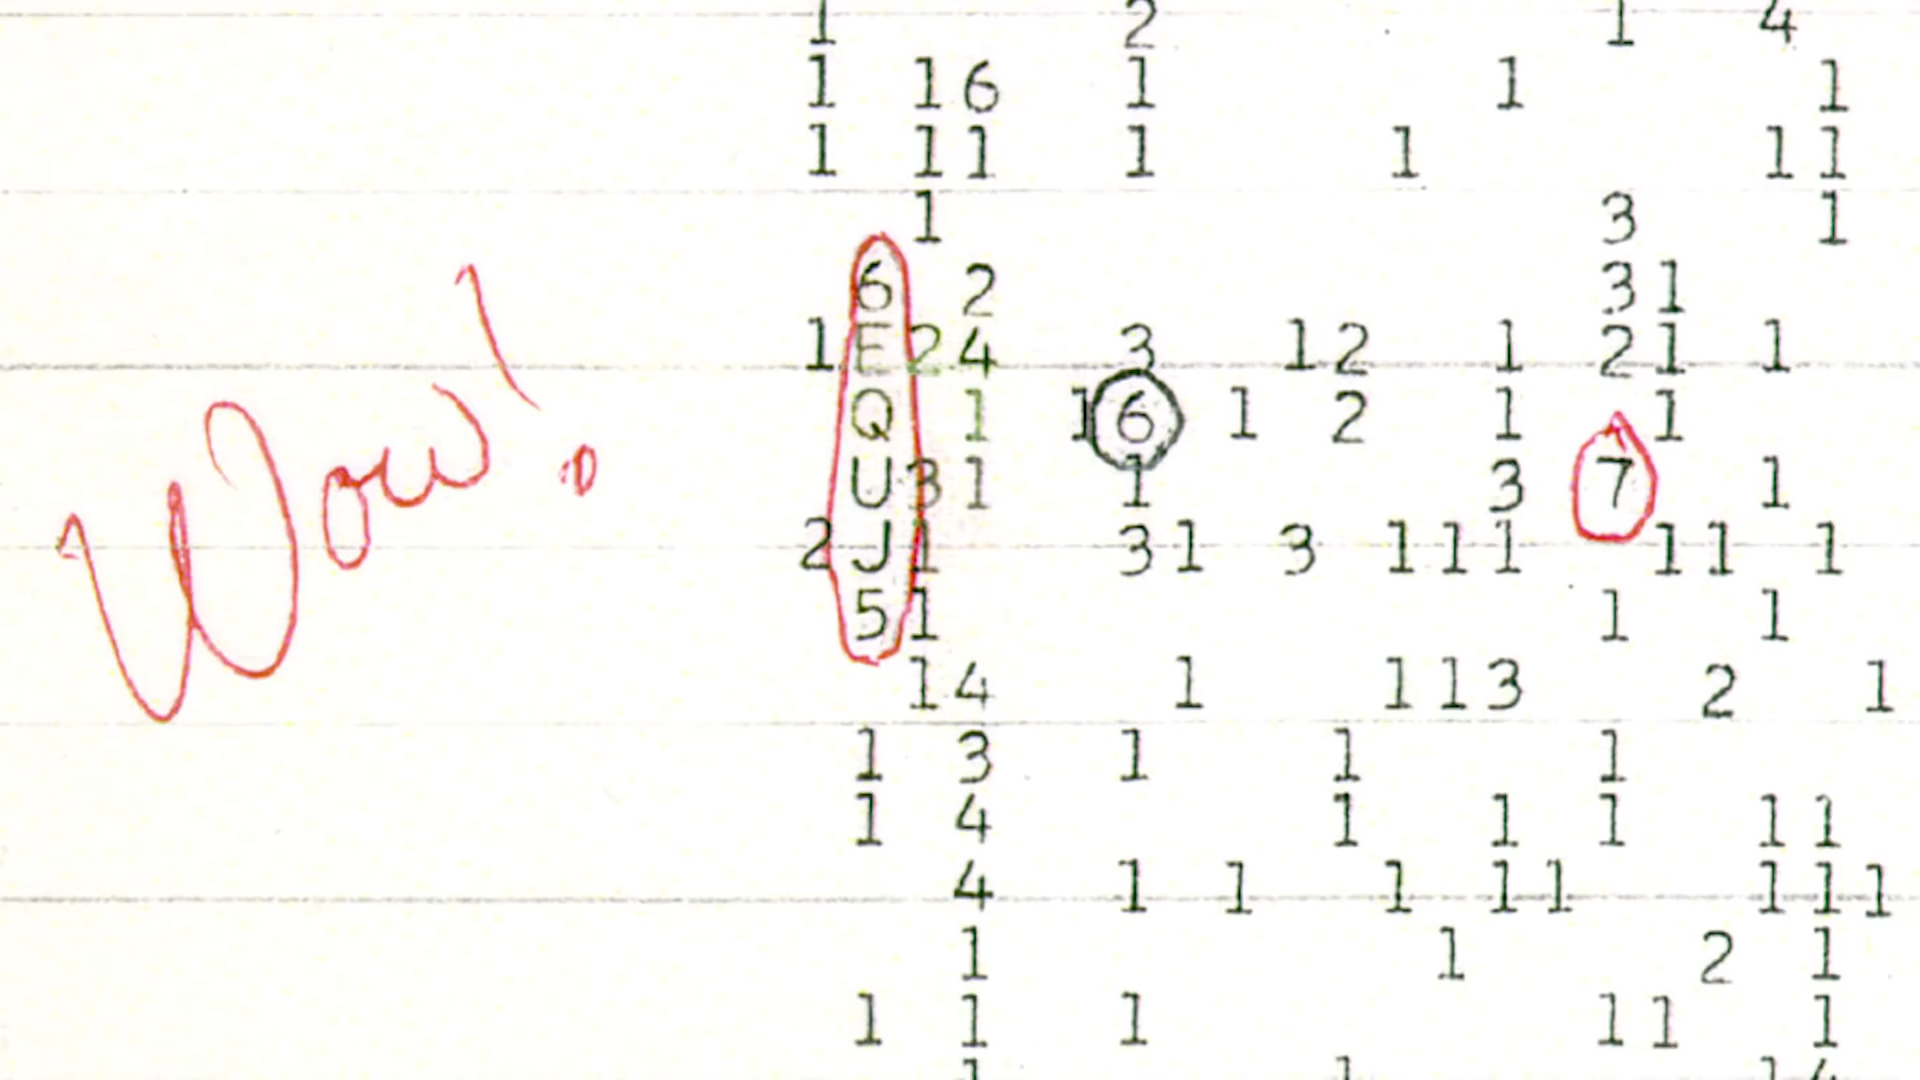 1 2 1 4
1 16 1 1 1
1 11 1 1 11
1 3 1
6 2 31
1E24 3 12 1 21 1
Q 1 16 1 2 1 1
U31 1 3 7 1
2J1 31 3 111 11 1
51 1 1
14 1 113 2 1
1 3 1 1 1
1 4 1 1 1 11
4 1 1 1 11 111
1 1 2 1
1 1 1 11 1
Wow!